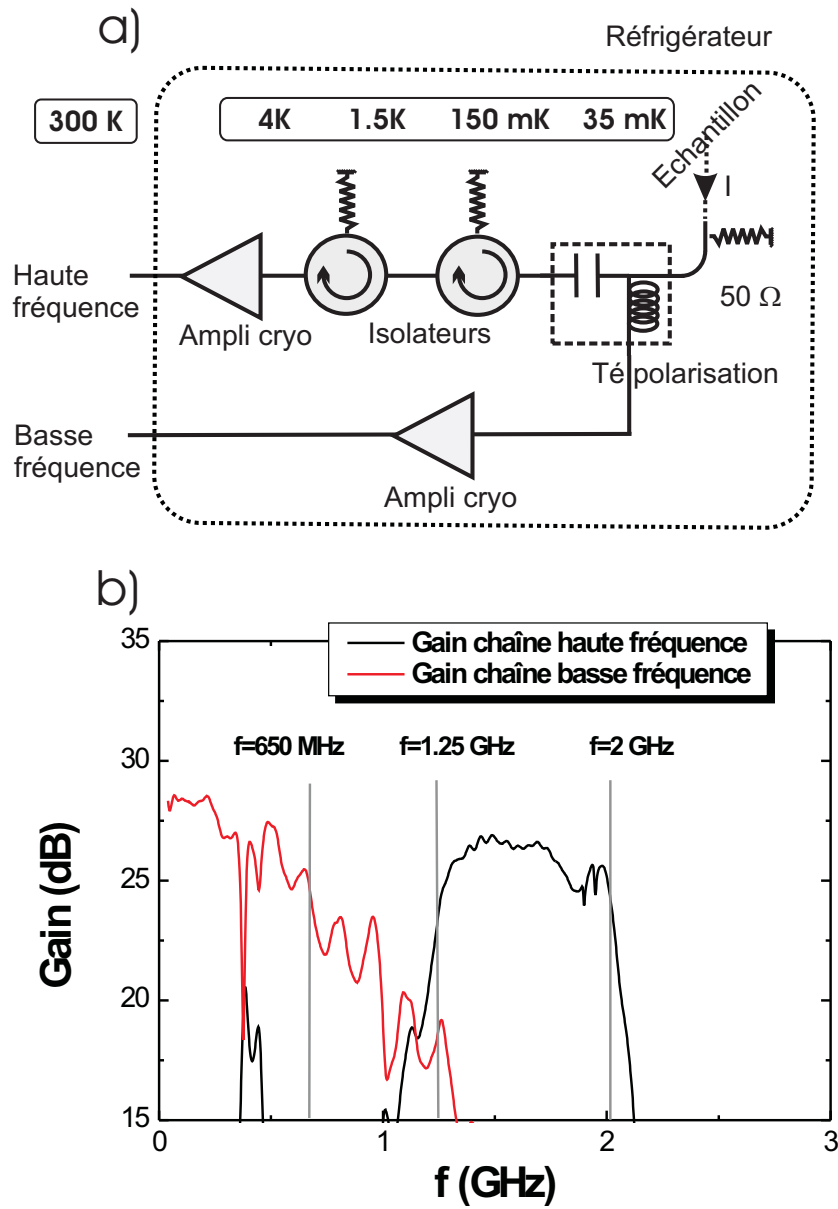 a)
Réfrigérateur
300 K
4K 1.5K 150 mK 35 mK
Echantillon
I
Haute
fréquence
Ampli cryo
Isolateurs
50 Ω
Té polarisation
Basse
fréquence
Ampli cryo
b)
35
Gain chaîne haute fréquence
Gain chaîne basse fréquence
f=650 MHz f=1.25 GHz f=2 GHz
30
25
20
15
Gain (dB)
0 1 2 3
f (GHz)